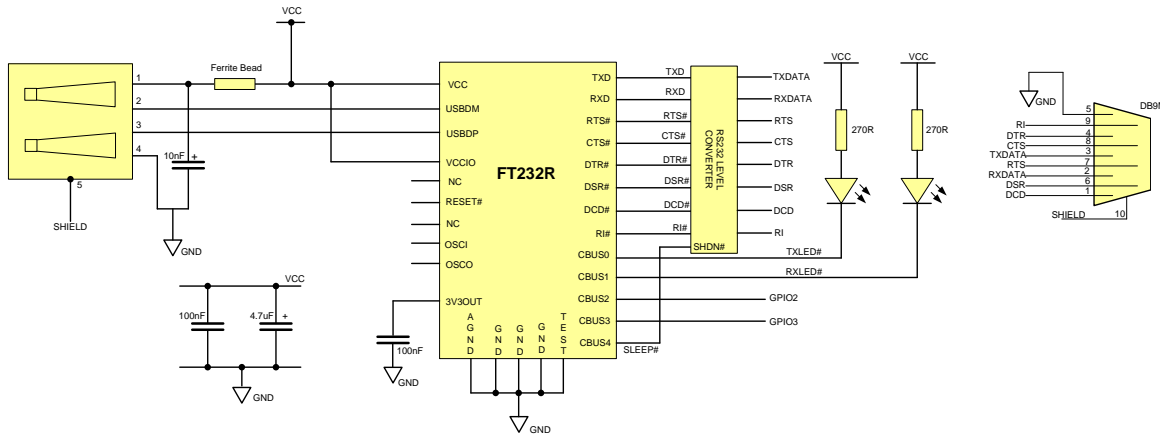 VCC
Ferrite Bead
1
2
3
4
5
SHIELD
10nF
+
GND
VCC
100nF
4.7uF
+
GND
FT232R
VCC
USBDM
USBDP
VCCIO
NC
RESET#
NC
OSCI
OSCO
3V3OUT
100nF
GND
AGND
GND
GND
GND
TEST
GND
TXD
RXD
RTS#
CTS#
DTR#
DSR#
DCD#
RI#
CBUS0
CBUS1
CBUS2
CBUS3
CBUS4
TXD
RXD
RTS#
CTS#
DTR#
DSR#
DCD#
RI#
SLEEP#
RS232 LEVEL
CONVERTER
SHDN#
TXDATA
RXDATA
RTS
CTS
DTR
DSR
DCD
RI
TXLED#
RXLED#
GPIO2
GPIO3
VCC
270R
VCC
270R
GND
RI
DTR
CTS
TXDATA
RTS
RXDATA
DSR
DCD
SHIELD
5
9
4
8
3
7
2
6
1
10